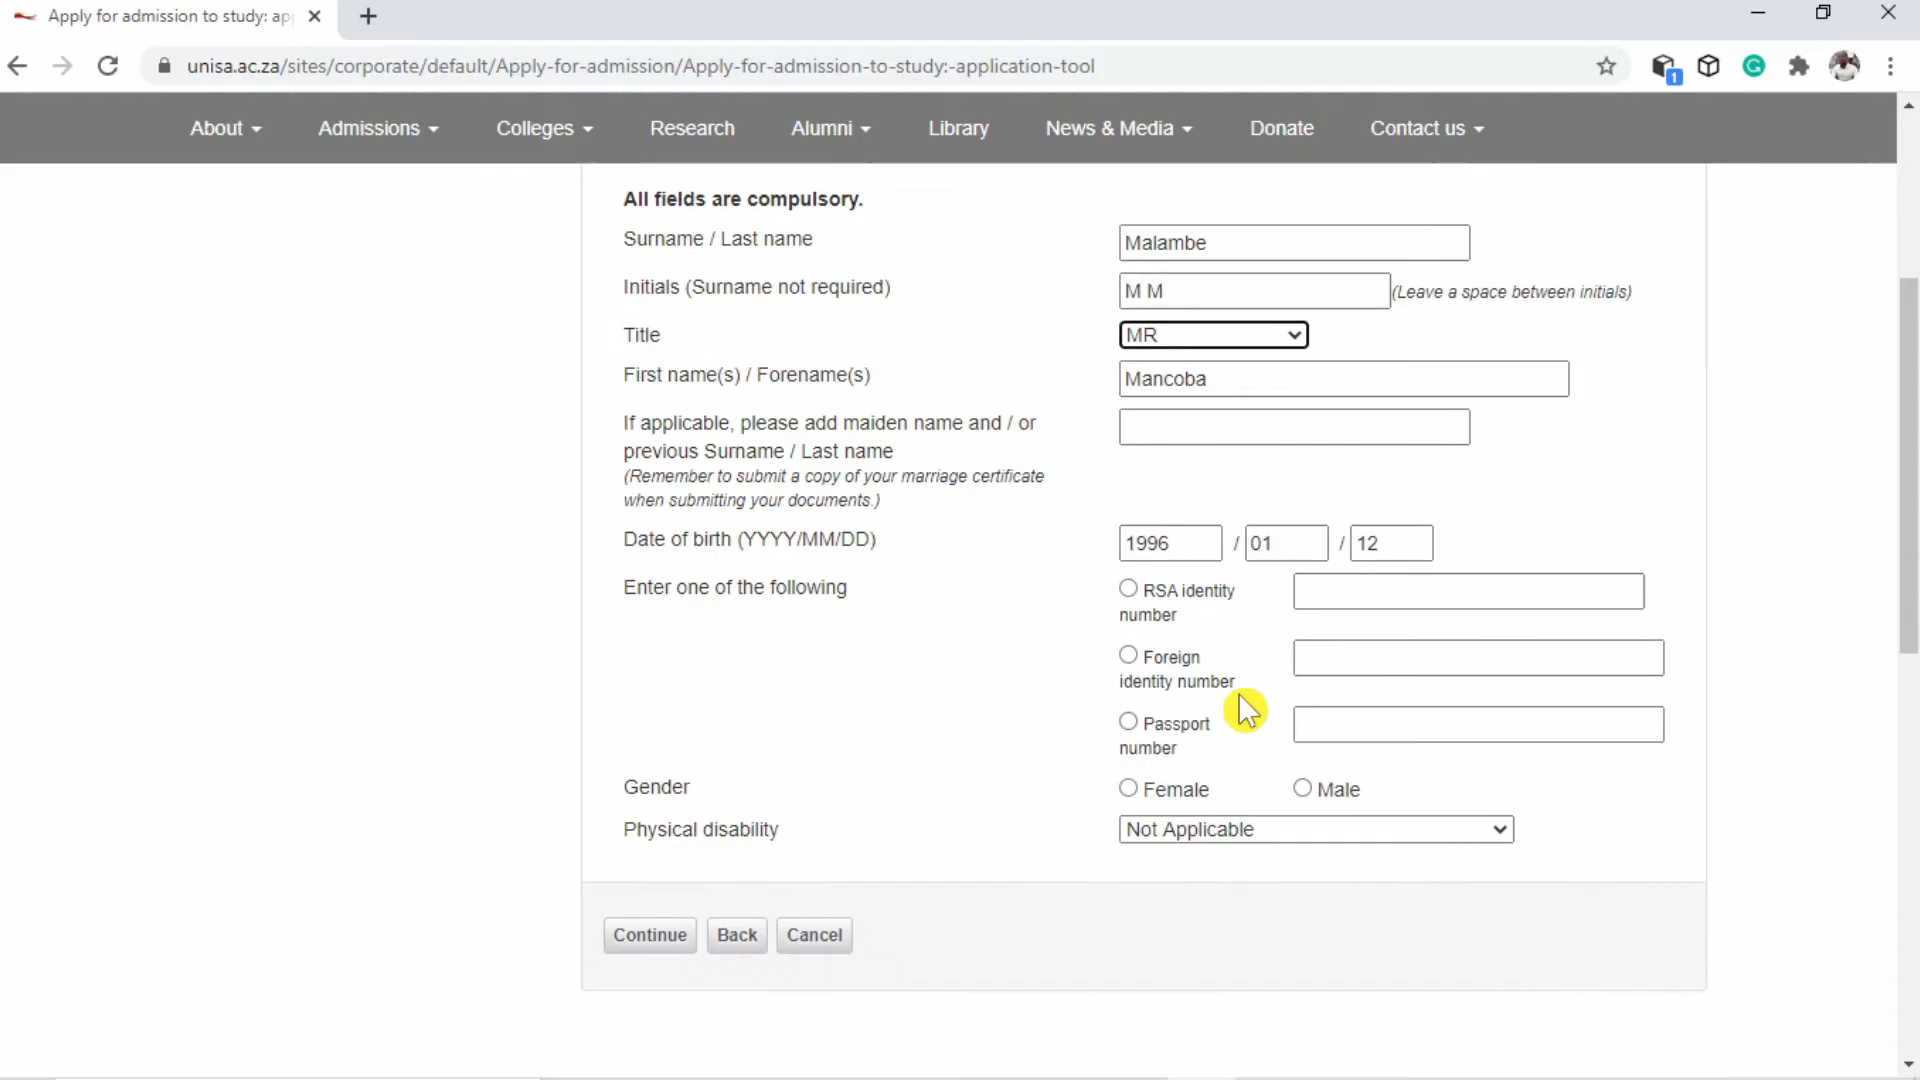 Apply for admission to study: ap
unisa.ac.za/sites/corporate/default/Apply-for-admission/Apply-for-admission-to-study:-application-tool
1
About Admissions Colleges Research Alumni Library News & Media Donate Contact us
All fields are compulsory.
Surname / Last name Malambe
Initials (Surname not required) M M (Leave a space between initials)
Title MR
First name(s) / Forename(s) Mancoba
If applicable, please add maiden name and / or
previous Surname / Last name
(Remember to submit a copy of your marriage certificate
when submitting your documents.)
Date of birth (YYYY/MM/DD) 1996 / 01 / 12
Enter one of the following RSA identity
number
Foreign
identity number
Passport
number
Gender Female Male
Physical disability Not Applicable
Continue Back Cancel